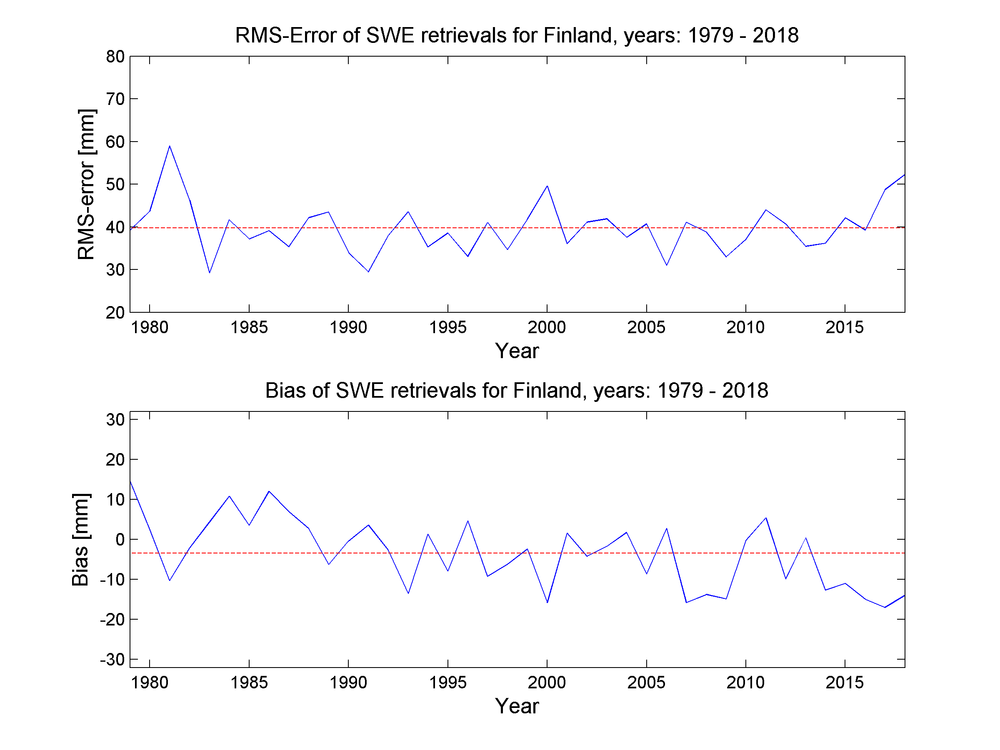 RMS-Error of SWE retrievals for Finland, years: 1979 - 2018
80
70
60
50
40
30
20
RMS-error [mm]
1980 1985 1990 1995 2000 2005 2010 2015
Year
Bias of SWE retrievals for Finland, years: 1979 - 2018
30
20
10
0
-10
-20
-30
Bias [mm]
1980 1985 1990 1995 2000 2005 2010 2015
Year